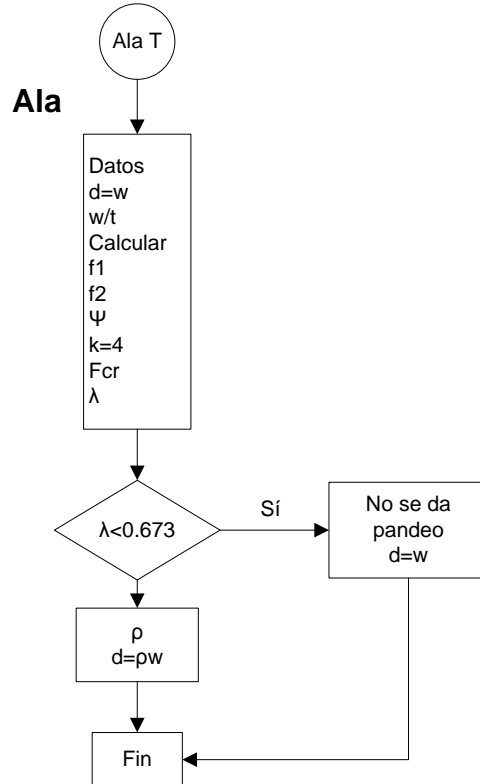 Ala T
Ala
Datos
d=w
w/t
Calcular
f1
f2
Ψ
k=4
Fcr
λ
λ<0.673
Sí
No se da
pandeo
d=w
ρ
d=ρw
Fin